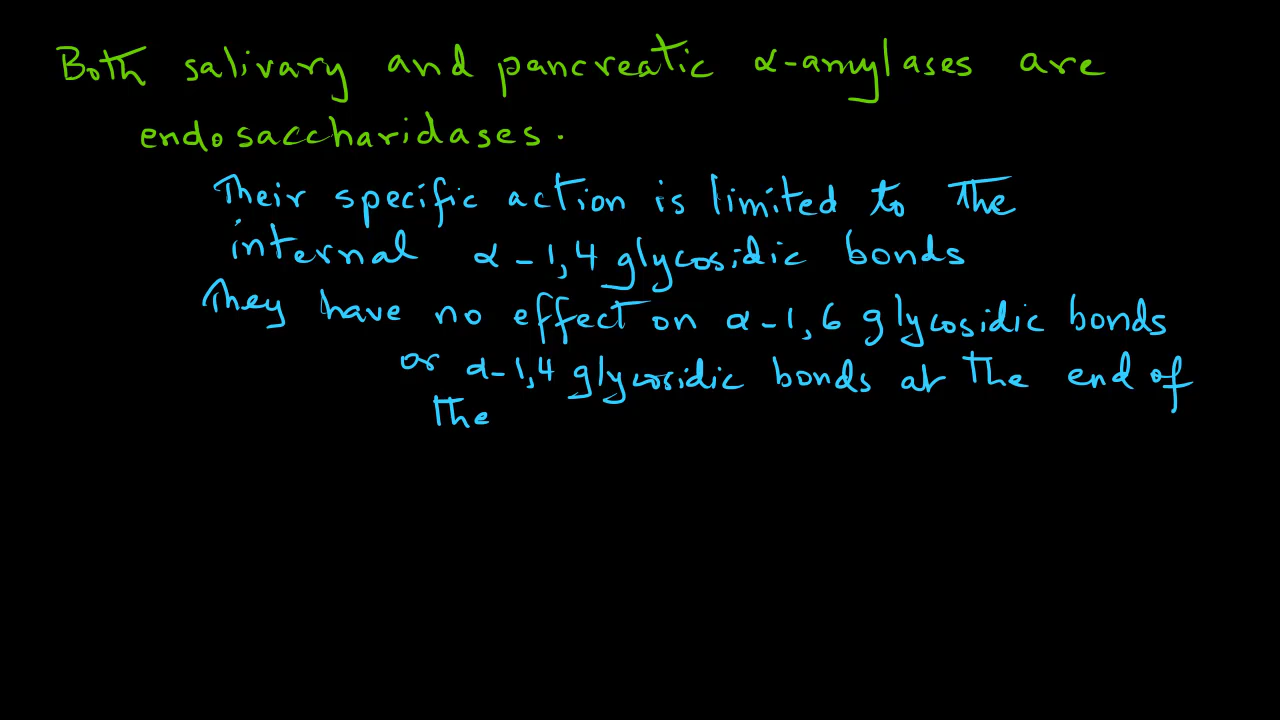 Both salivary and pancreatic α-amylases are
endosaccharidases.
Their specific action is limited to the
internal α-1,4 glycosidic bonds
They have no effect on α-1,6 glycosidic bonds
or α-1,4 glycosidic bonds at the end of
the